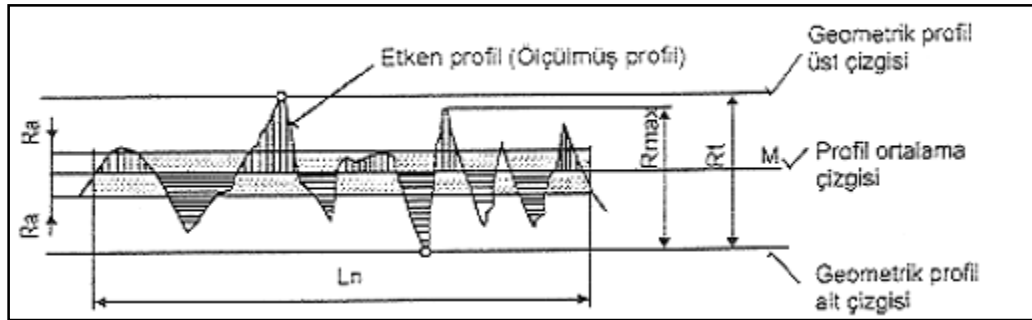 Geometrik profil
üst çizgisi
Etken profil (Ölçülmüş profil)
Ra
Rmax
Rt
M
Profil ortalama
çizgisi
Ra
Ln
Geometrik profil
alt çizgisi